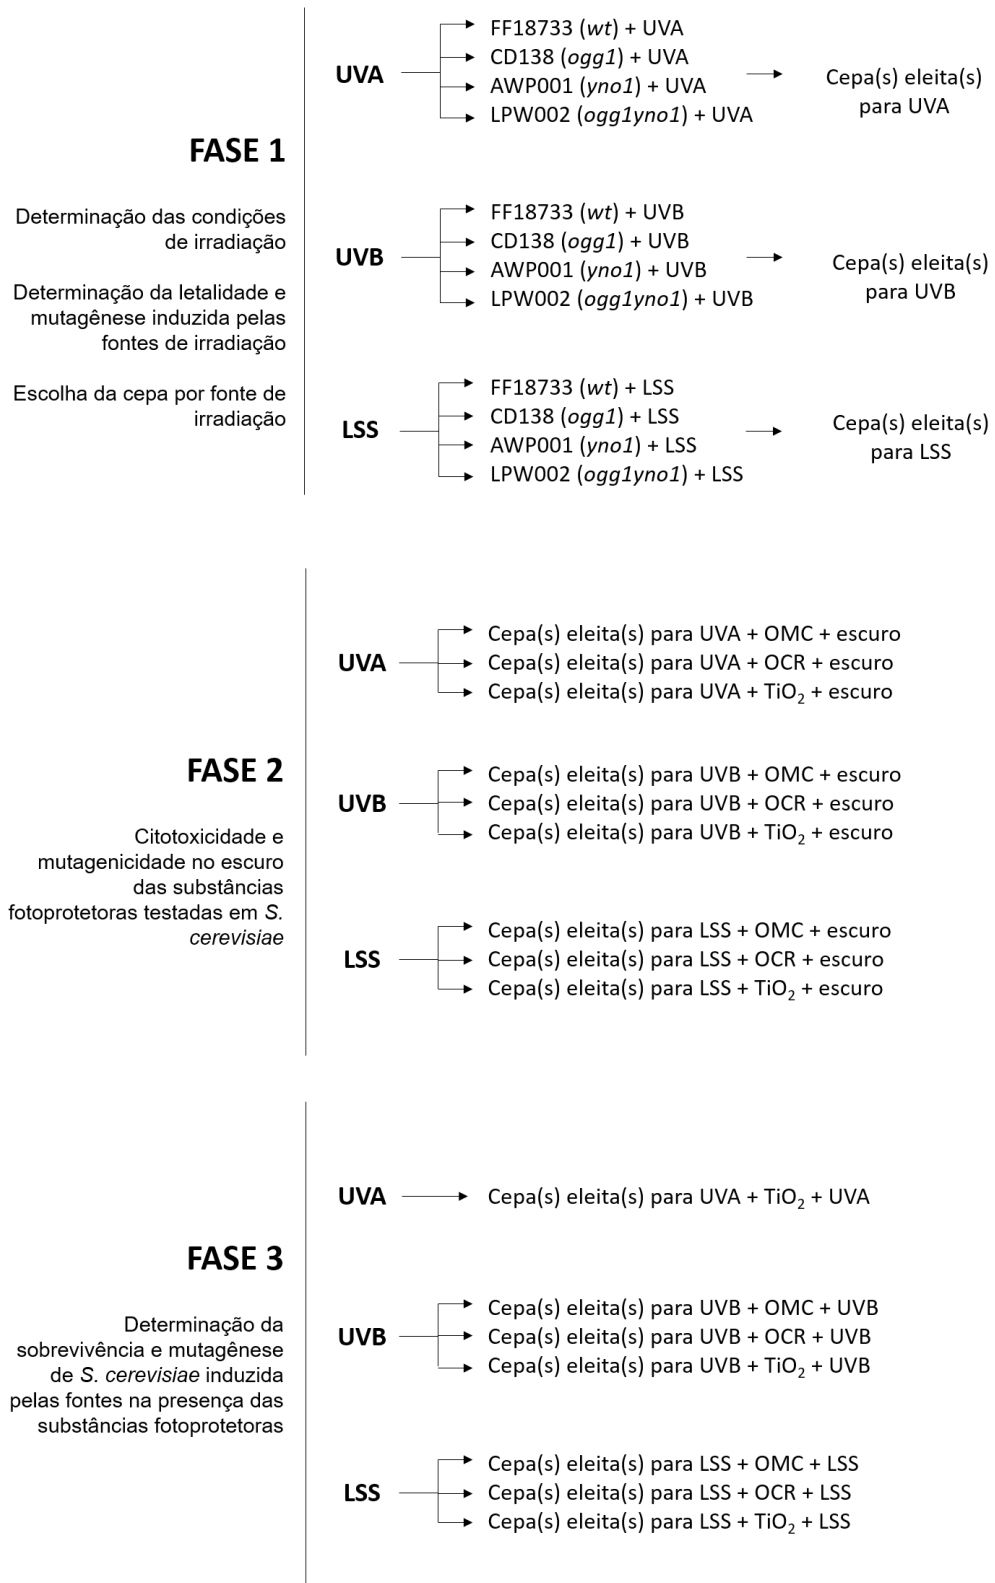 FASE 1
Determinação das condições
de irradiação
Determinação da letalidade e
mutagênese induzida pelas
fontes de irradiação
Escolha da cepa por fonte de
irradiação
UVA
FF18733 (wt) + UVA
CD138 (ogg1) + UVA
AWP001 (yno1) + UVA
LPW002 (ogg1yno1) + UVA
Cepa(s) eleita(s)
para UVA
UVB
FF18733 (wt) + UVB
CD138 (ogg1) + UVB
AWP001 (yno1) + UVB
LPW002 (ogg1yno1) + UVB
Cepa(s) eleita(s)
para UVB
LSS
FF18733 (wt) + LSS
CD138 (ogg1) + LSS
AWP001 (yno1) + LSS
LPW002 (ogg1yno1) + LSS
Cepa(s) eleita(s)
para LSS
FASE 2
Citotoxicidade e
mutagenicidade no escuro
das substâncias
fotoprotetoras testadas em S.
cerevisiae
UVA
Cepa(s) eleita(s) para UVA + OMC + escuro
Cepa(s) eleita(s) para UVA + OCR + escuro
Cepa(s) eleita(s) para UVA + TiO₂ + escuro
UVB
Cepa(s) eleita(s) para UVB + OMC + escuro
Cepa(s) eleita(s) para UVB + OCR + escuro
Cepa(s) eleita(s) para UVB + TiO₂ + escuro
LSS
Cepa(s) eleita(s) para LSS + OMC + escuro
Cepa(s) eleita(s) para LSS + OCR + escuro
Cepa(s) eleita(s) para LSS + TiO₂ + escuro
FASE 3
Determinação da
sobrevivência e mutagênese
de S. cerevisiae induzida
pelas fontes na presença das
substâncias fotoprotetoras
UVA
Cepa(s) eleita(s) para UVA + TiO₂ + UVA
UVB
Cepa(s) eleita(s) para UVB + OMC + UVB
Cepa(s) eleita(s) para UVB + OCR + UVB
Cepa(s) eleita(s) para UVB + TiO₂ + UVB
LSS
Cepa(s) eleita(s) para LSS + OMC + LSS
Cepa(s) eleita(s) para LSS + OCR + LSS
Cepa(s) eleita(s) para LSS + TiO₂ + LSS